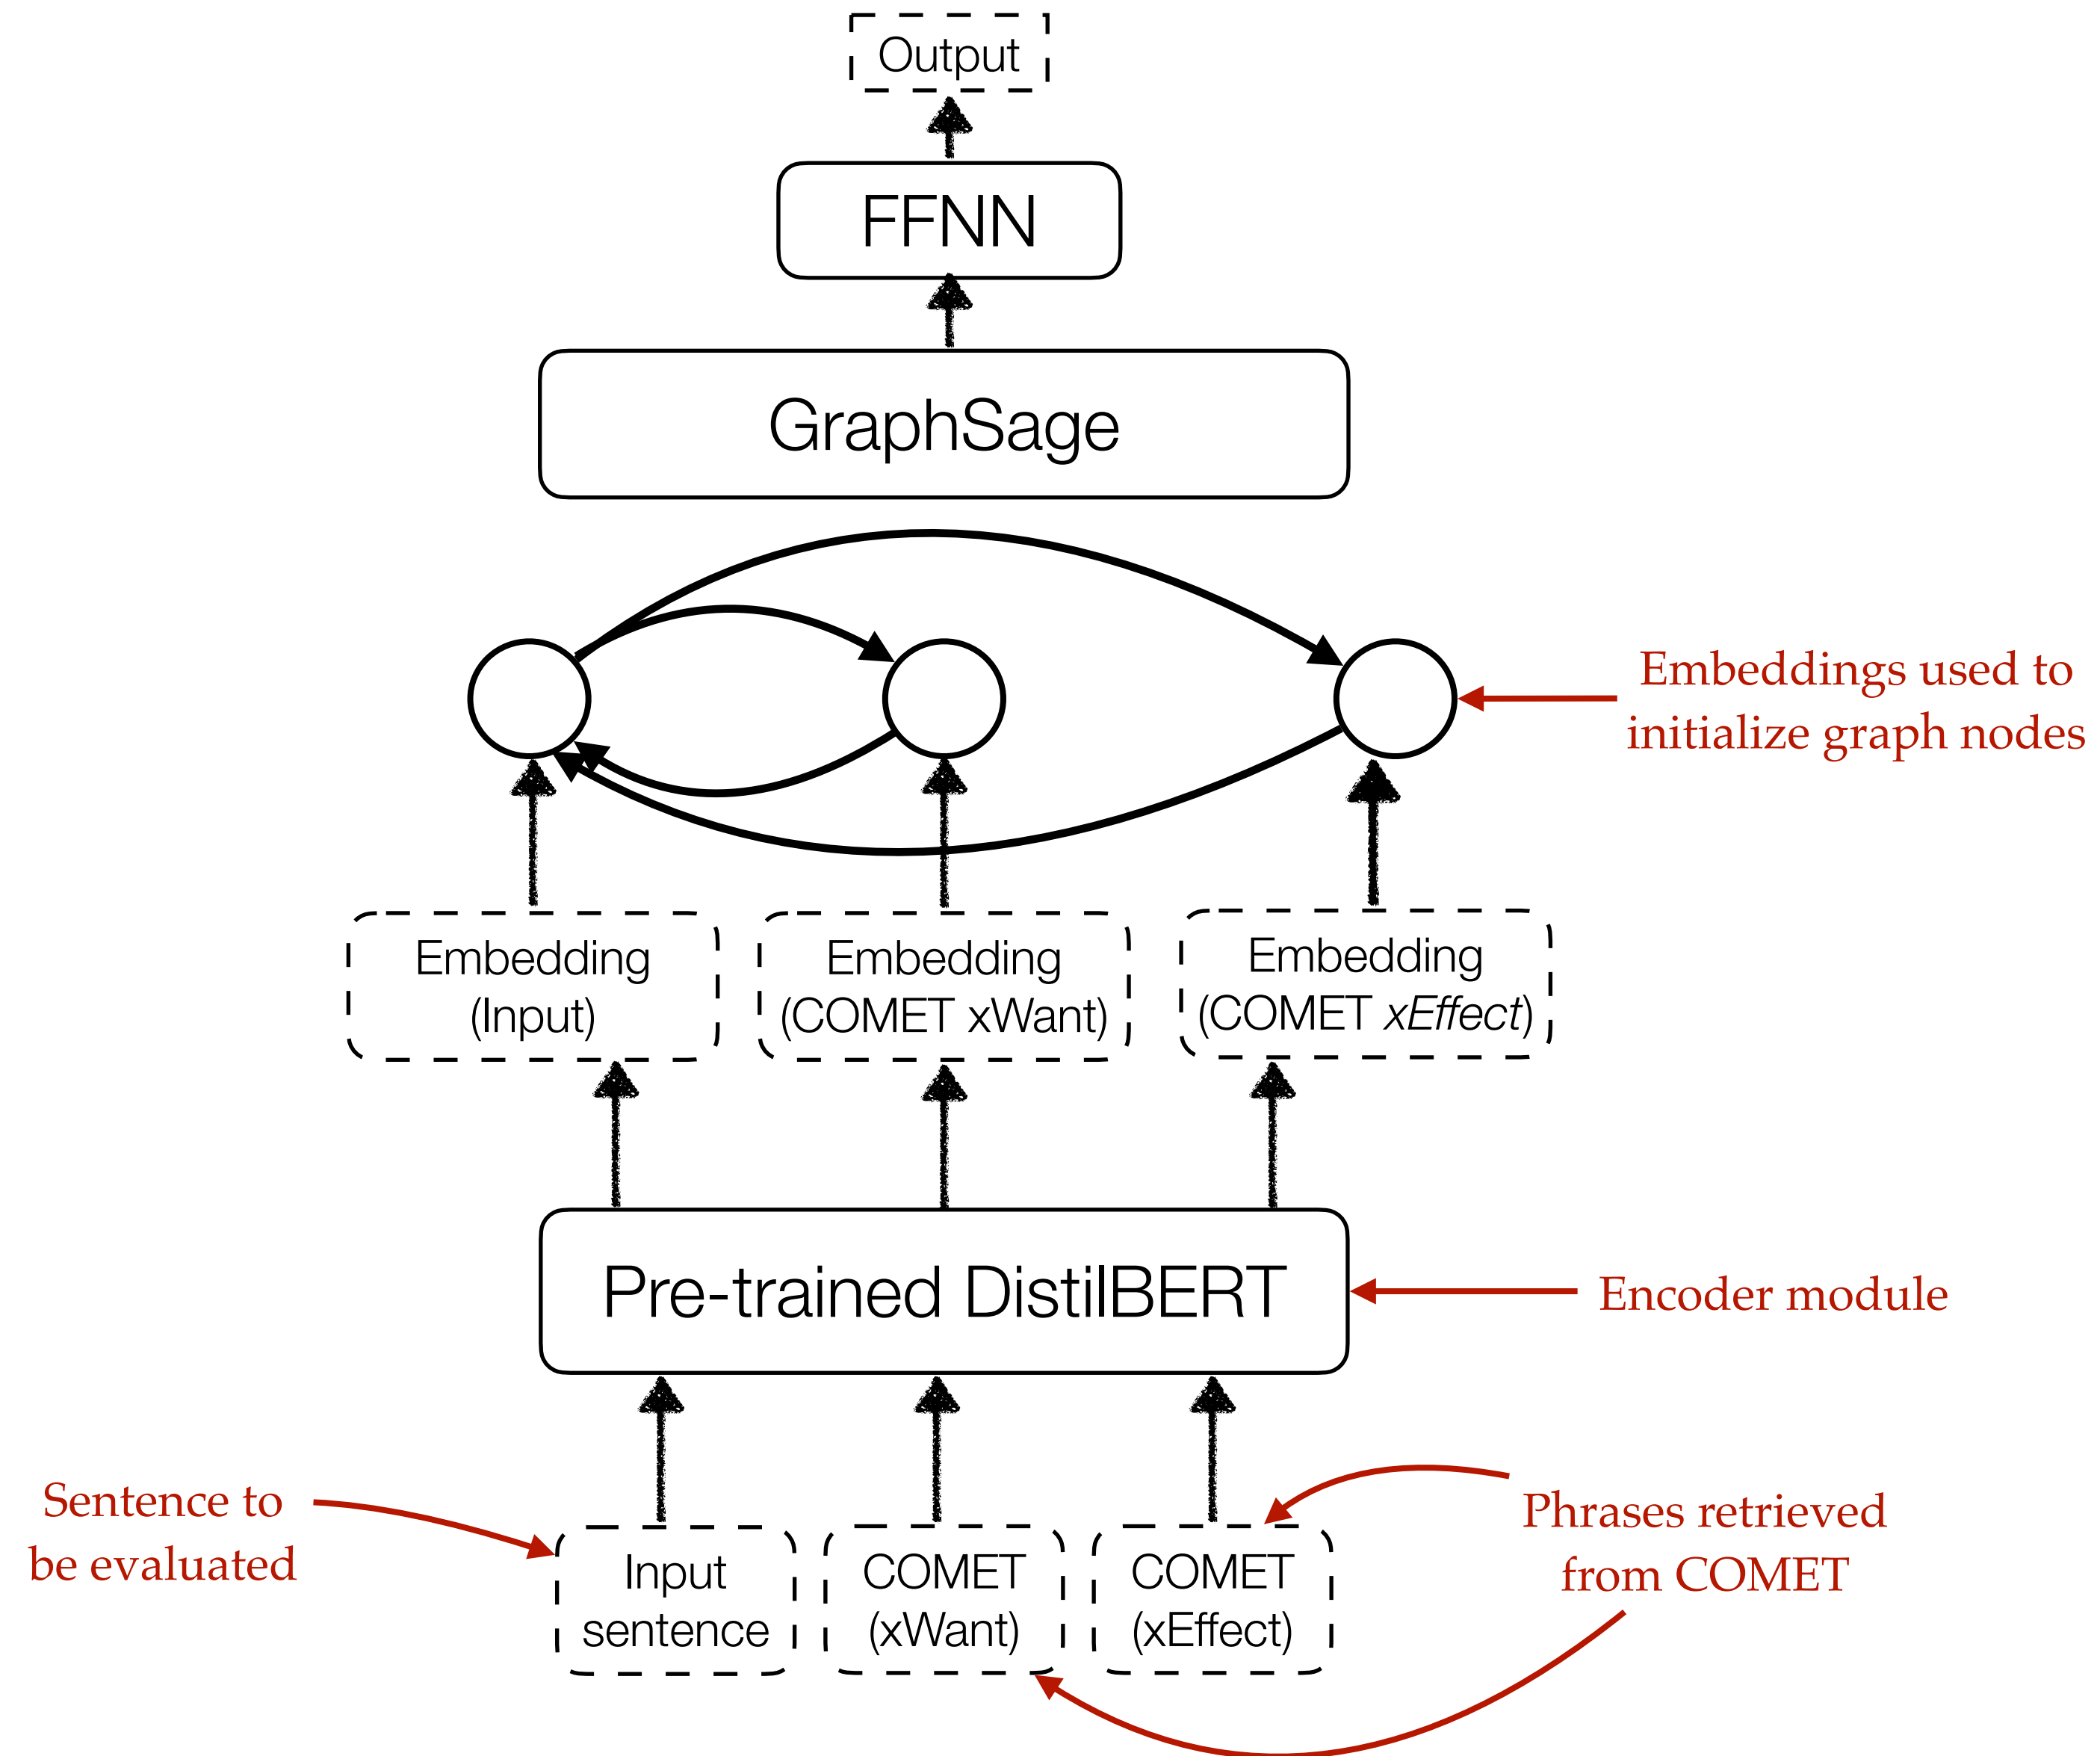 Output
FFNN
GraphSage
Embeddings used to
initialize graph nodes
Embedding
(Input)
Embedding
(COMET xWant)
Embedding
(COMET xEffect)
Pre-trained DistilBERT
Encoder module
Sentence to
be evaluated
Input
sentence
COMET
(xWant)
COMET
(xEffect)
Phrases retrieved
from COMET